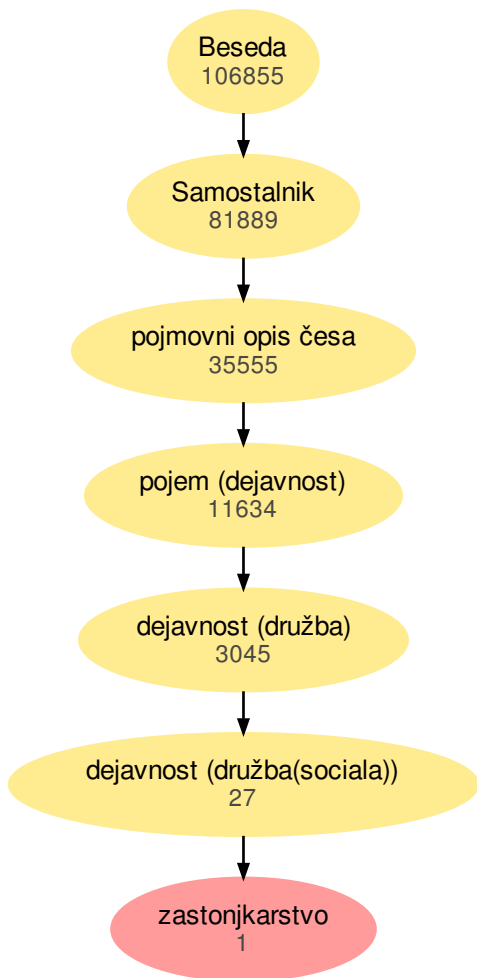 Beseda
106855
Samostalnik
81889
pojmovni opis česa
35555
pojem (dejavnost)
11634
dejavnost (družba)
3045
dejavnost (družba(sociala))
27
zastonjkarstvo
1